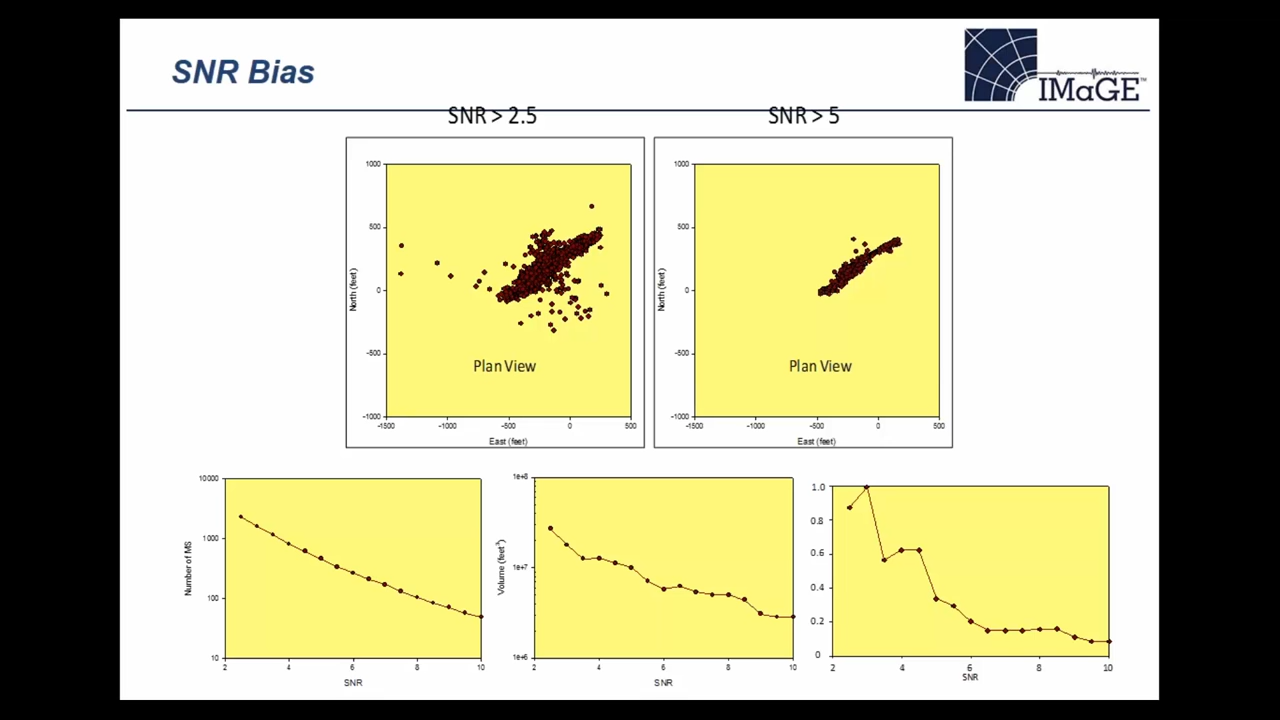 SNR Bias
IMaGE™
SNR > 2.5
SNR > 5
1000
500
0
-500
-1000
North (feet)
Plan View
-1500
-1000
-500
0
500
East (feet)
1000
500
0
-500
-1000
North (feet)
Plan View
-1500
-1000
-500
0
500
East (feet)
10000
1000
100
10
Number of MS
2
4
6
8
10
SNR
1e+8
1e+7
1e+6
Volume (feet³)
2
4
6
8
10
SNR
1.0
0.8
0.6
0.4
0.2
0
2
4
6
8
10
SNR